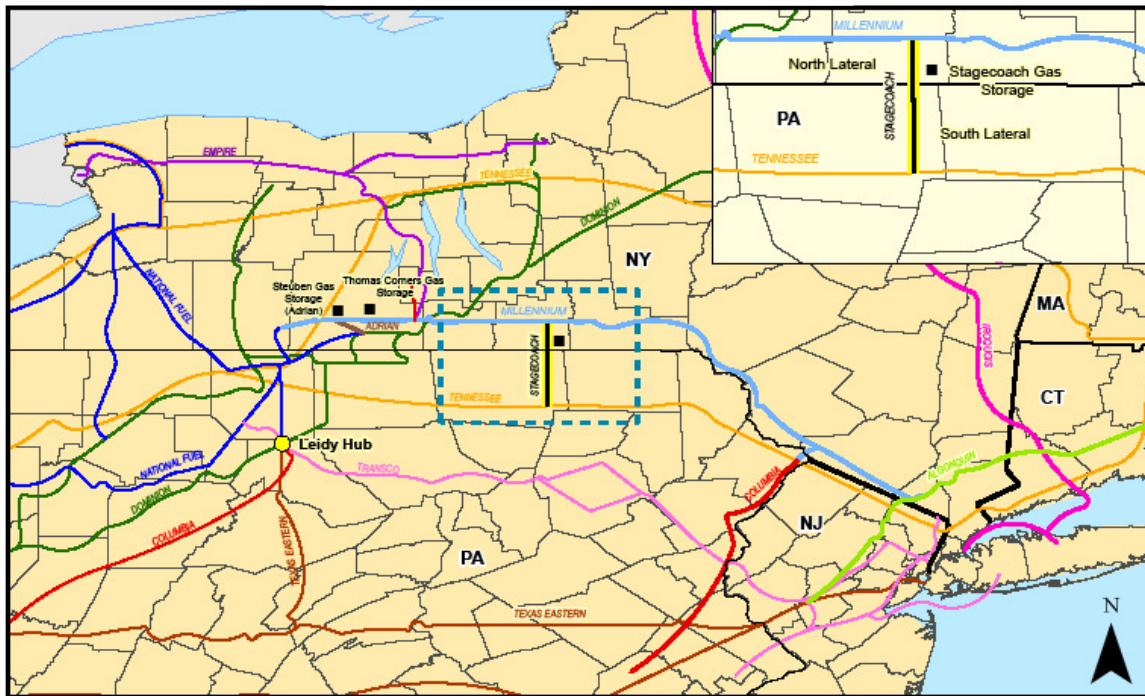 MILLENNIUM
North Lateral
Stagecoach Gas
Storage
STAGECOACH
PA
South Lateral
TENNESSEE
EMPIRE
TENNESSEE
DOMINION
NY
NATIONAL FUEL
Steuben Gas
Storage
(Adrian)
Thomas Corners Gas
Storage
ADRIAN
MILLENNIUM
STAGECOACH
TENNESSEE
IROQUOIS
MA
CT
Leidy Hub
NATIONAL FUEL
DOMINION
COLUMBIA
TEXAS EASTERN
TRANSCO
PA
COLUMBIA
NJ
ALGONQUIN
TEXAS EASTERN
N